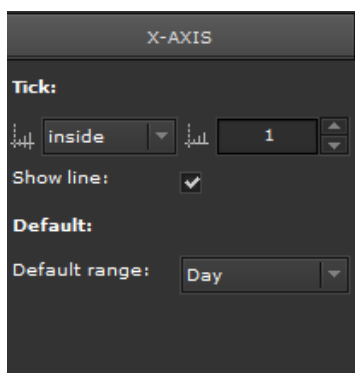 X-AXIS
Tick:
inside 1
Show line:
Default:
Default range: Day